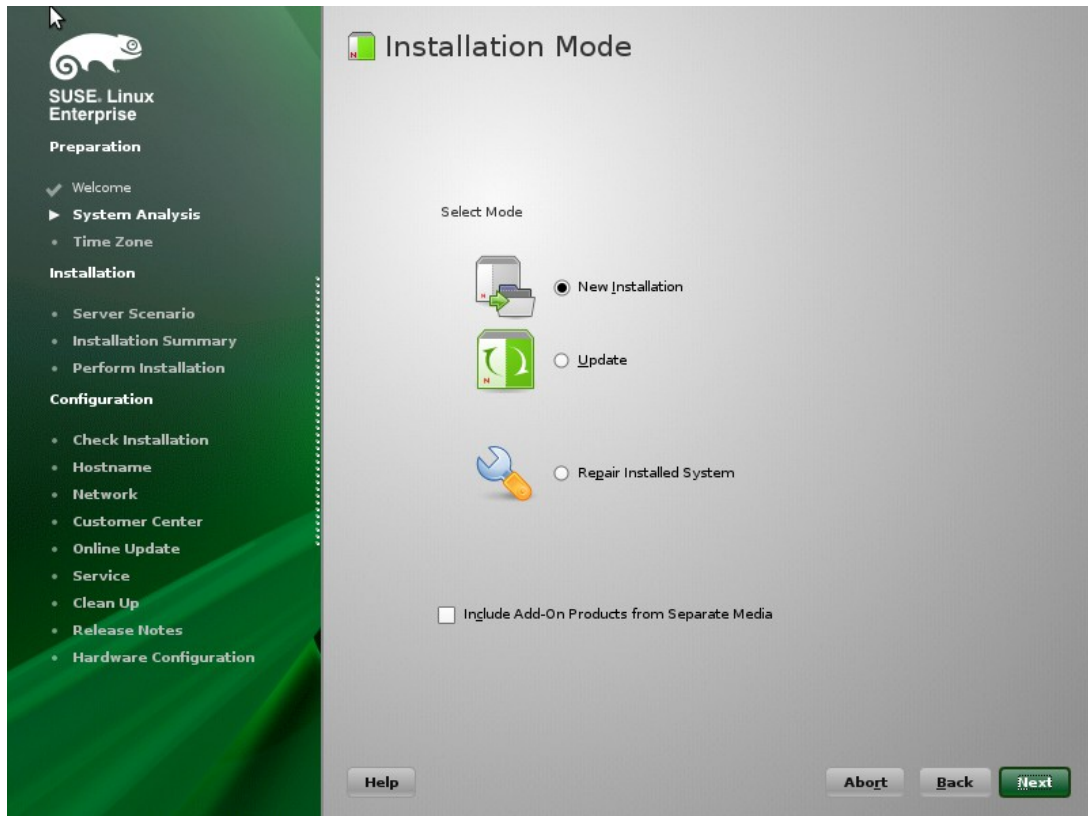 SUSE. Linux
Enterprise
Preparation
Welcome
System Analysis
Time Zone
Installation
Server Scenario
Installation Summary
Perform Installation
Configuration
Check Installation
Hostname
Network
Customer Center
Online Update
Service
Clean Up
Release Notes
Hardware Configuration
Installation Mode
Select Mode
New Installation
Update
Repair Installed System
Include Add-On Products from Separate Media
Help
Abort
Back
Next